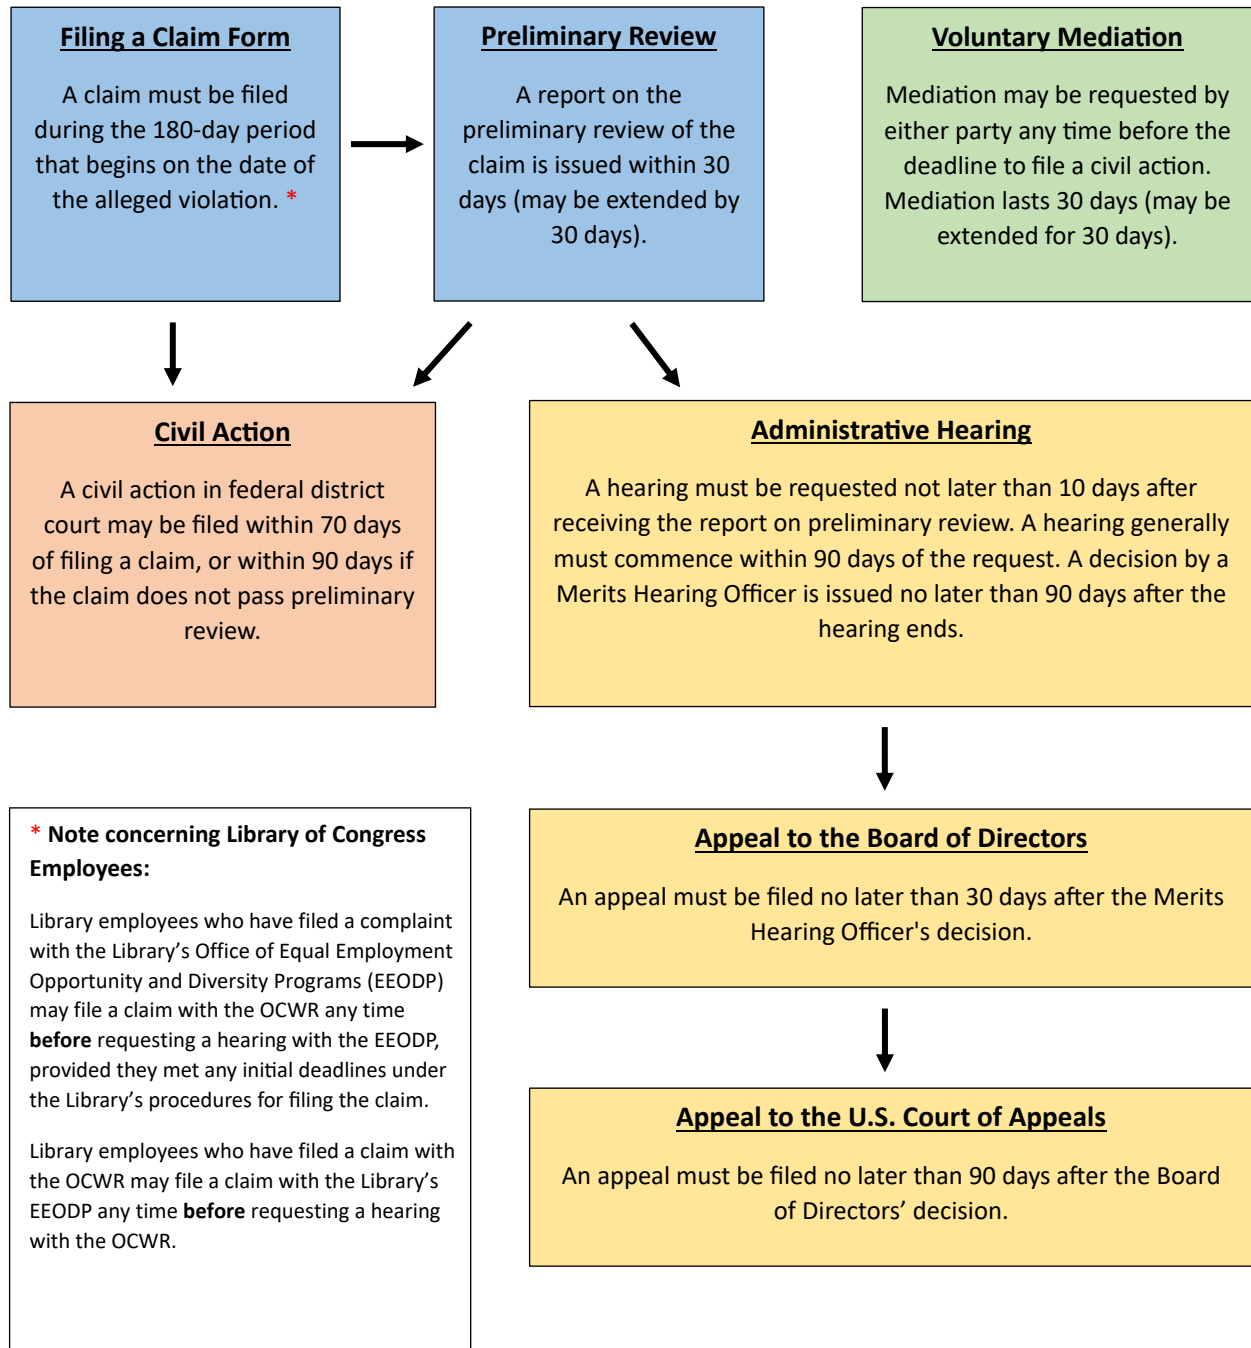 Filing a Claim Form
A claim must be filed
during the 180-day period
that begins on the date of
the alleged violation. *
Preliminary Review
A report on the
preliminary review of the
claim is issued within 30
days (may be extended by
30 days).
Voluntary Mediation
Mediation may be requested by
either party any time before the
deadline to file a civil action.
Mediation lasts 30 days (may be
extended for 30 days).
Civil Action
A civil action in federal district
court may be filed within 70 days
of filing a claim, or within 90 days if
the claim does not pass preliminary
review.
Administrative Hearing
A hearing must be requested not later than 10 days after
receiving the report on preliminary review. A hearing generally
must commence within 90 days of the request. A decision by a
Merits Hearing Officer is issued no later than 90 days after the
hearing ends.
* Note concerning Library of Congress
Employees:
Library employees who have filed a complaint
with the Library's Office of Equal Employment
Opportunity and Diversity Programs (EEODP)
may file a claim with the OCWR any time
before requesting a hearing with the EEODP,
provided they met any initial deadlines under
the Library's procedures for filing the claim.
Library employees who have filed a claim with
the OCWR may file a claim with the Library's
EEODP any time before requesting a hearing
with the OCWR.
Appeal to the Board of Directors
An appeal must be filed no later than 30 days after the Merits
Hearing Officer's decision.
Appeal to the U.S. Court of Appeals
An appeal must be filed no later than 90 days after the Board
of Directors’ decision.